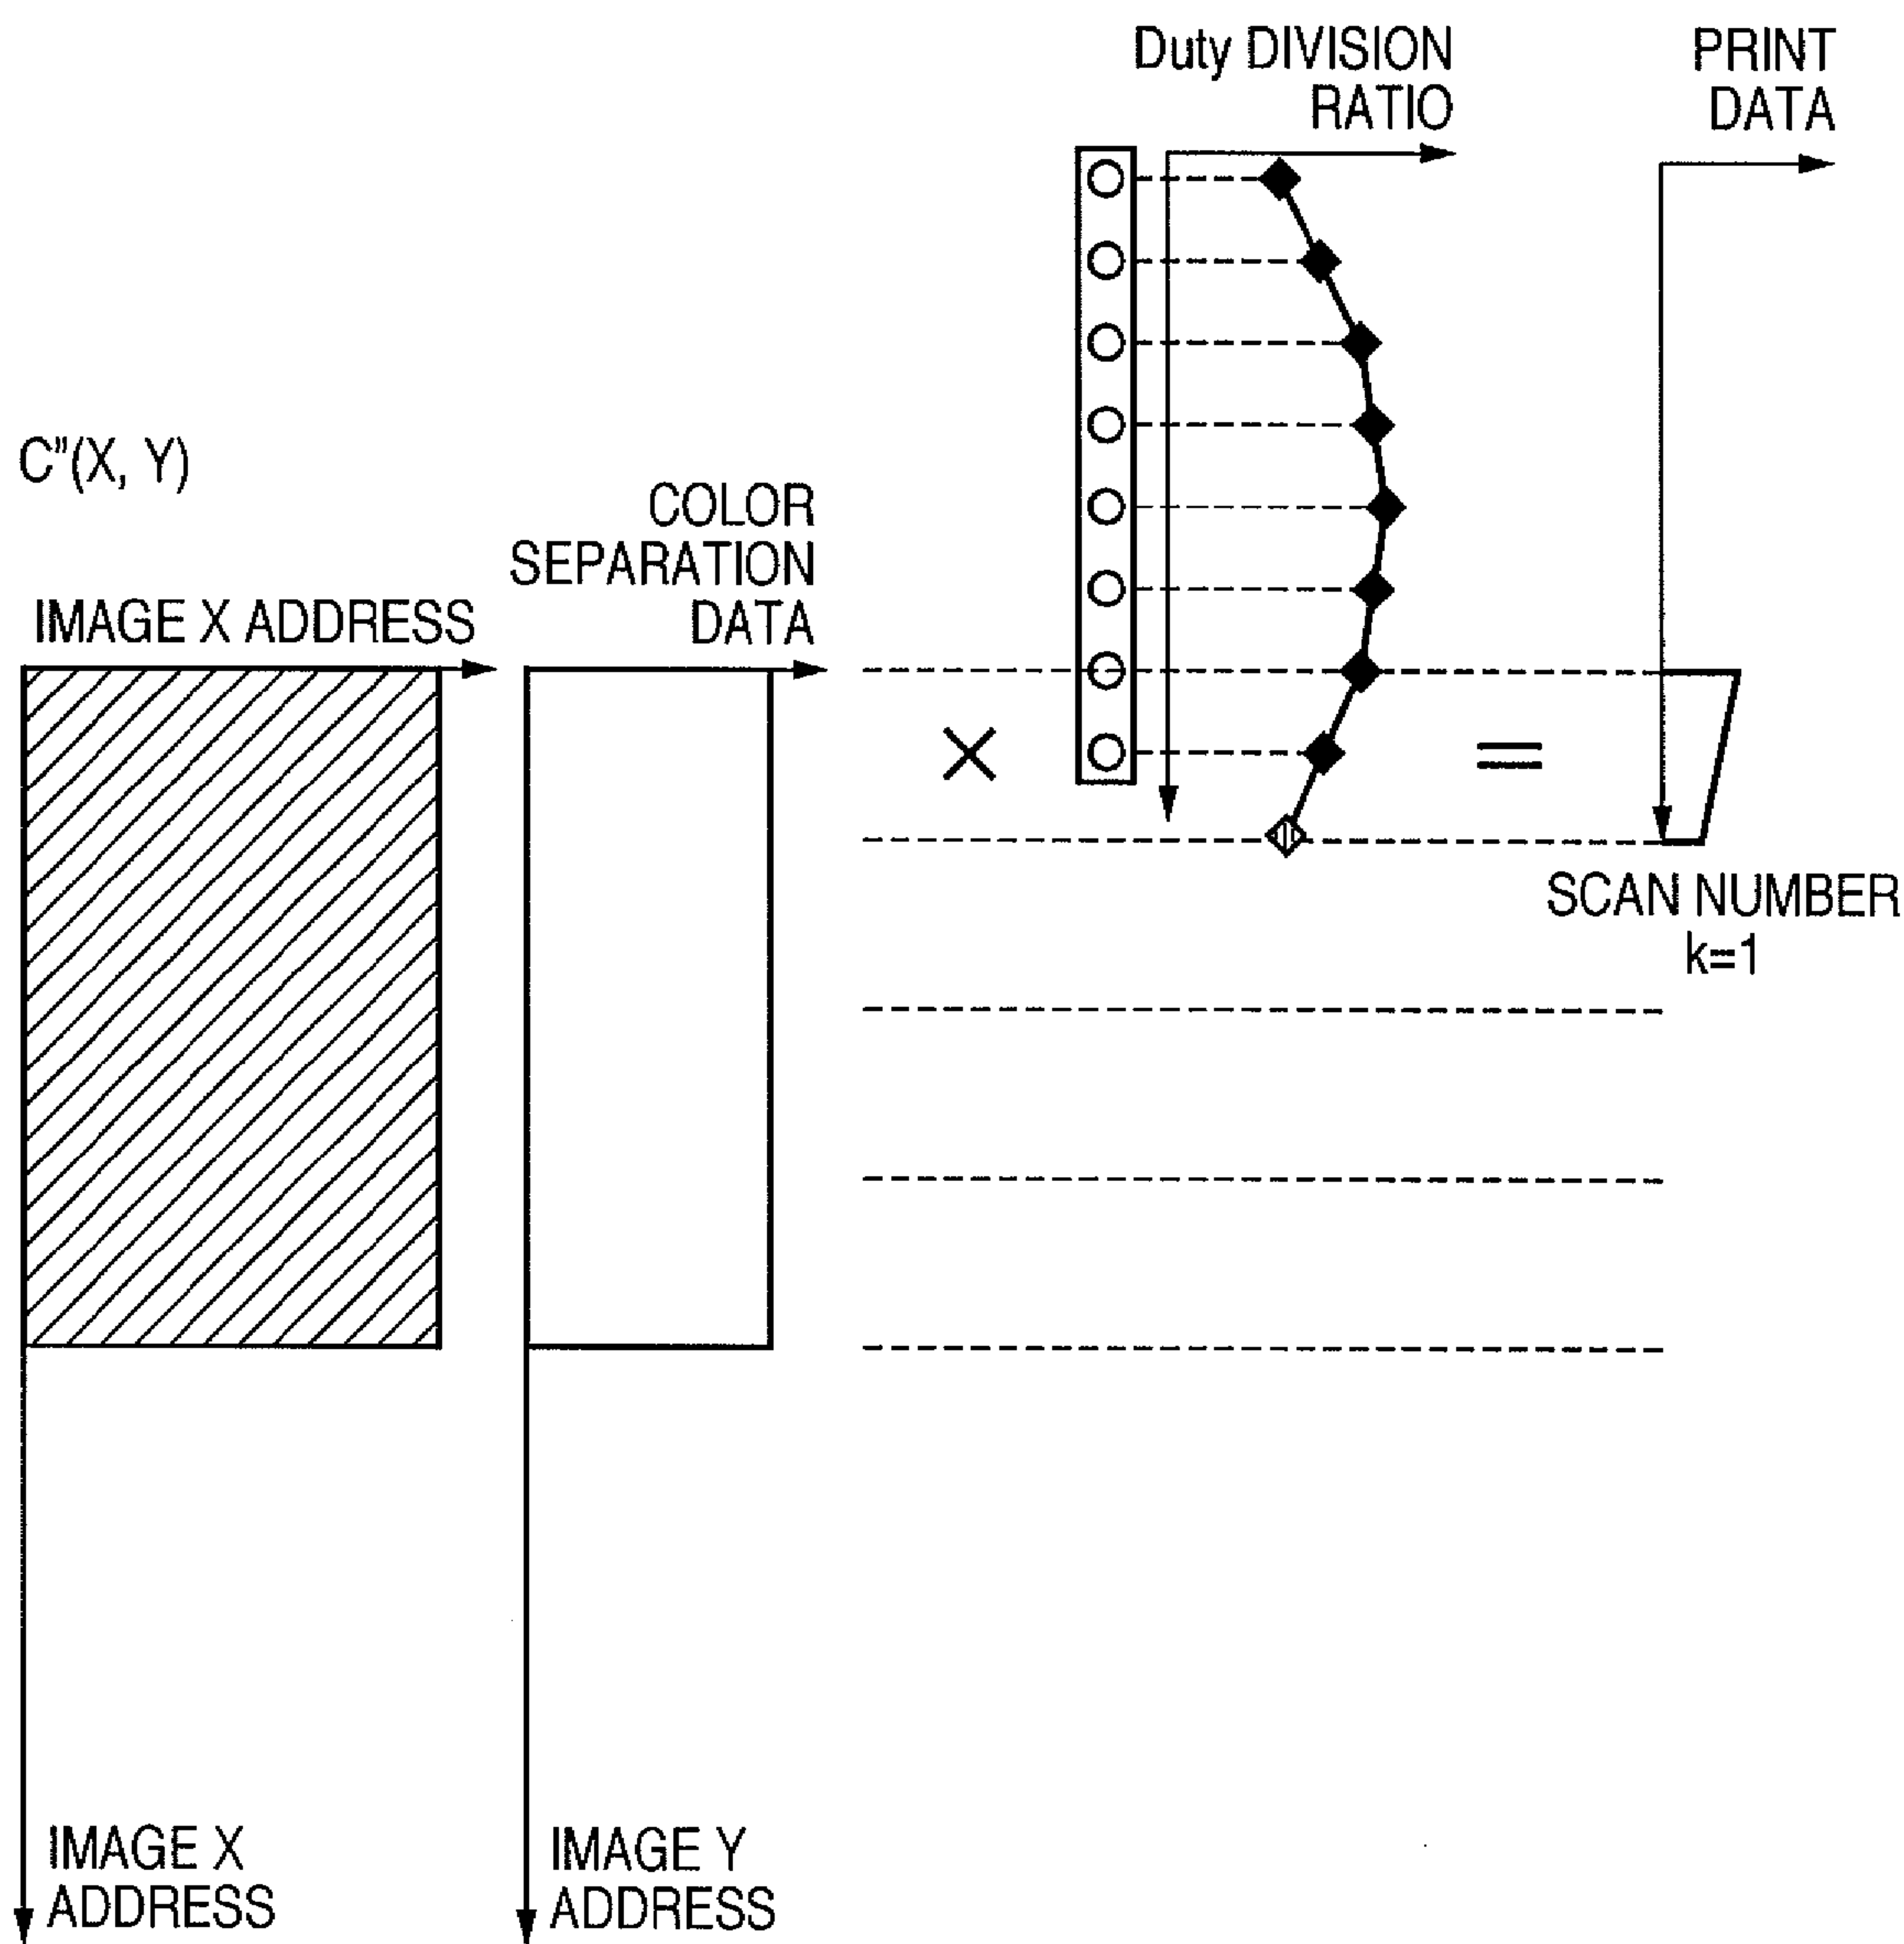 Duty DIVISION
RATIO
PRINT
DATA
C"(X, Y)
COLOR
SEPARATION
DATA
IMAGE X ADDRESS
×
=
SCAN NUMBER
k=1
IMAGE X
ADDRESS
IMAGE Y
ADDRESS